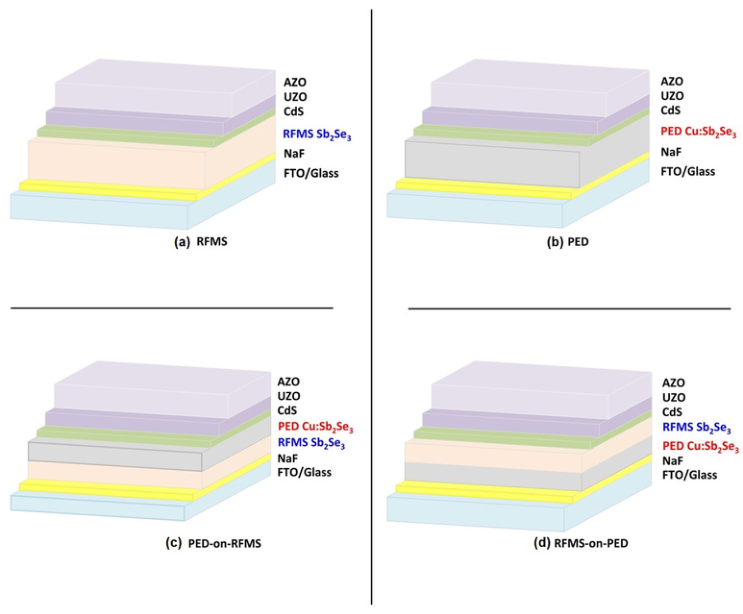 AZO
UZO
CdS
RFMS Sb₂Se₃
NaF
FTO/Glass
(a) RFMS
AZO
UZO
CdS
PED Cu:Sb₂Se₃
NaF
FTO/Glass
(b) PED
AZO
UZO
CdS
PED Cu:Sb₂Se₃
RFMS Sb₂Se₃
NaF
FTO/Glass
(c) PED-on-RFMS
AZO
UZO
CdS
RFMS Sb₂Se₃
PED Cu:Sb₂Se₃
NaF
FTO/Glass
(d) RFMS-on-PED